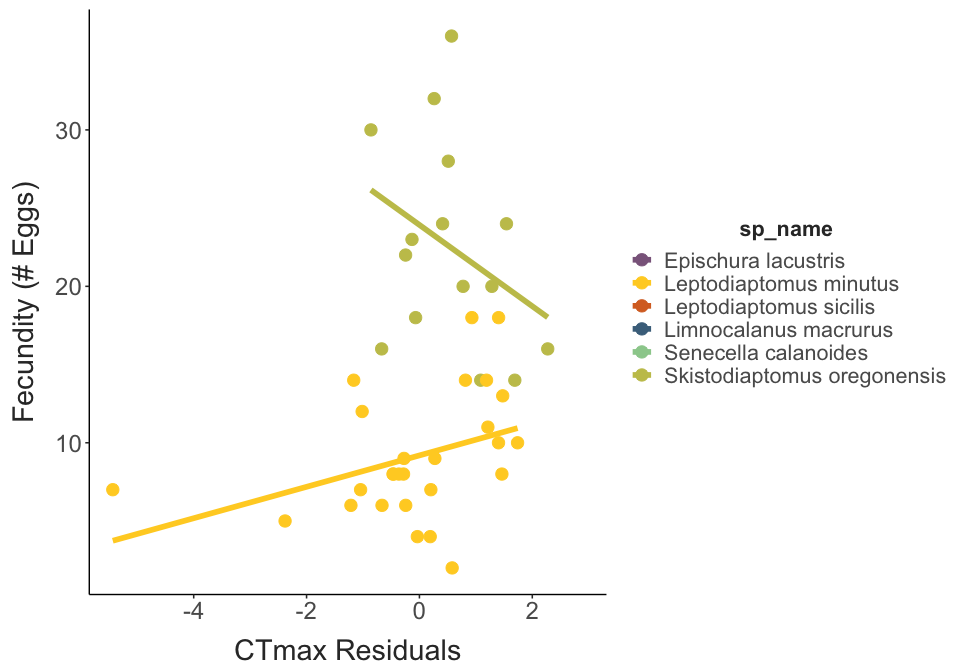 Fecundity (# Eggs)
30
20
10
-4
-2
0
2
CTmax Residuals
sp_name
Epischura lacustris
Leptodiaptomus minutus
Leptodiaptomus sicilis
Limnocalanus macrurus
Senecella calanoides
Skistodiaptomus oregonensis